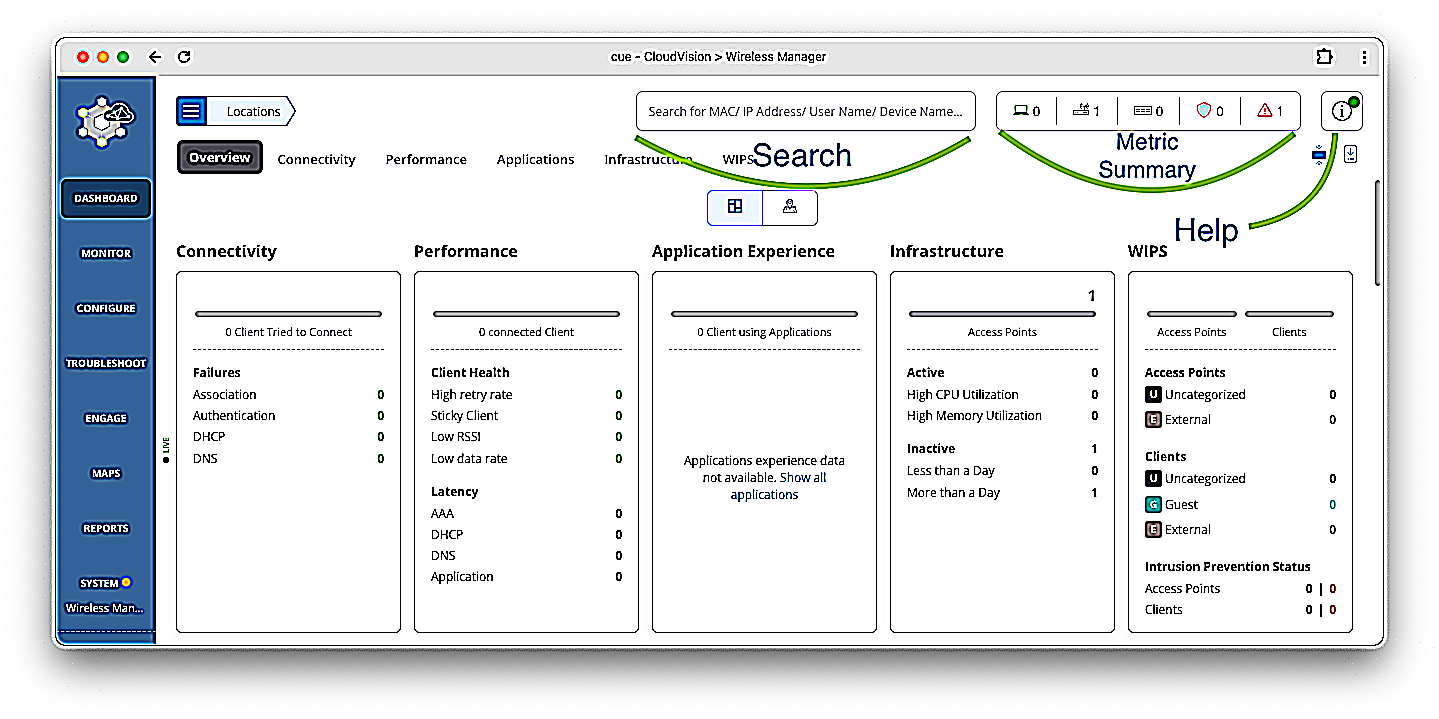 cue - CloudVision > Wireless Manager
Locations
Search for MAC/ IP Address/ User Name/ Device Name...
0 1 0 0 1
Overview Connectivity Performance Applications Infrastructure WIPS
Search
Metric
Summary
Help
DASHBOARD
MONITOR
CONFIGURE
TROUBLESHOOT
ENGAGE
MAPS
REPORTS
SYSTEM
Wireless Man...
LIVE
Connectivity
0 Client Tried to Connect
Failures
Association 0
Authentication 0
DHCP 0
DNS 0
Performance
0 connected Client
Client Health
High retry rate 0
Sticky Client 0
Low RSSI 0
Low data rate 0
Latency
AAA 0
DHCP 0
DNS 0
Application 0
Application Experience
0 Client using Applications
Applications experience data
not available. Show all
applications
Infrastructure
1
Access Points
Active 0
High CPU Utilization 0
High Memory Utilization 0
Inactive 1
Less than a Day 0
More than a Day 1
WIPS
Access Points Clients
Access Points
U Uncategorized 0
E External 0
Clients
U Uncategorized 0
G Guest 0
E External 0
Intrusion Prevention Status
Access Points 0 | 0
Clients 0 | 0